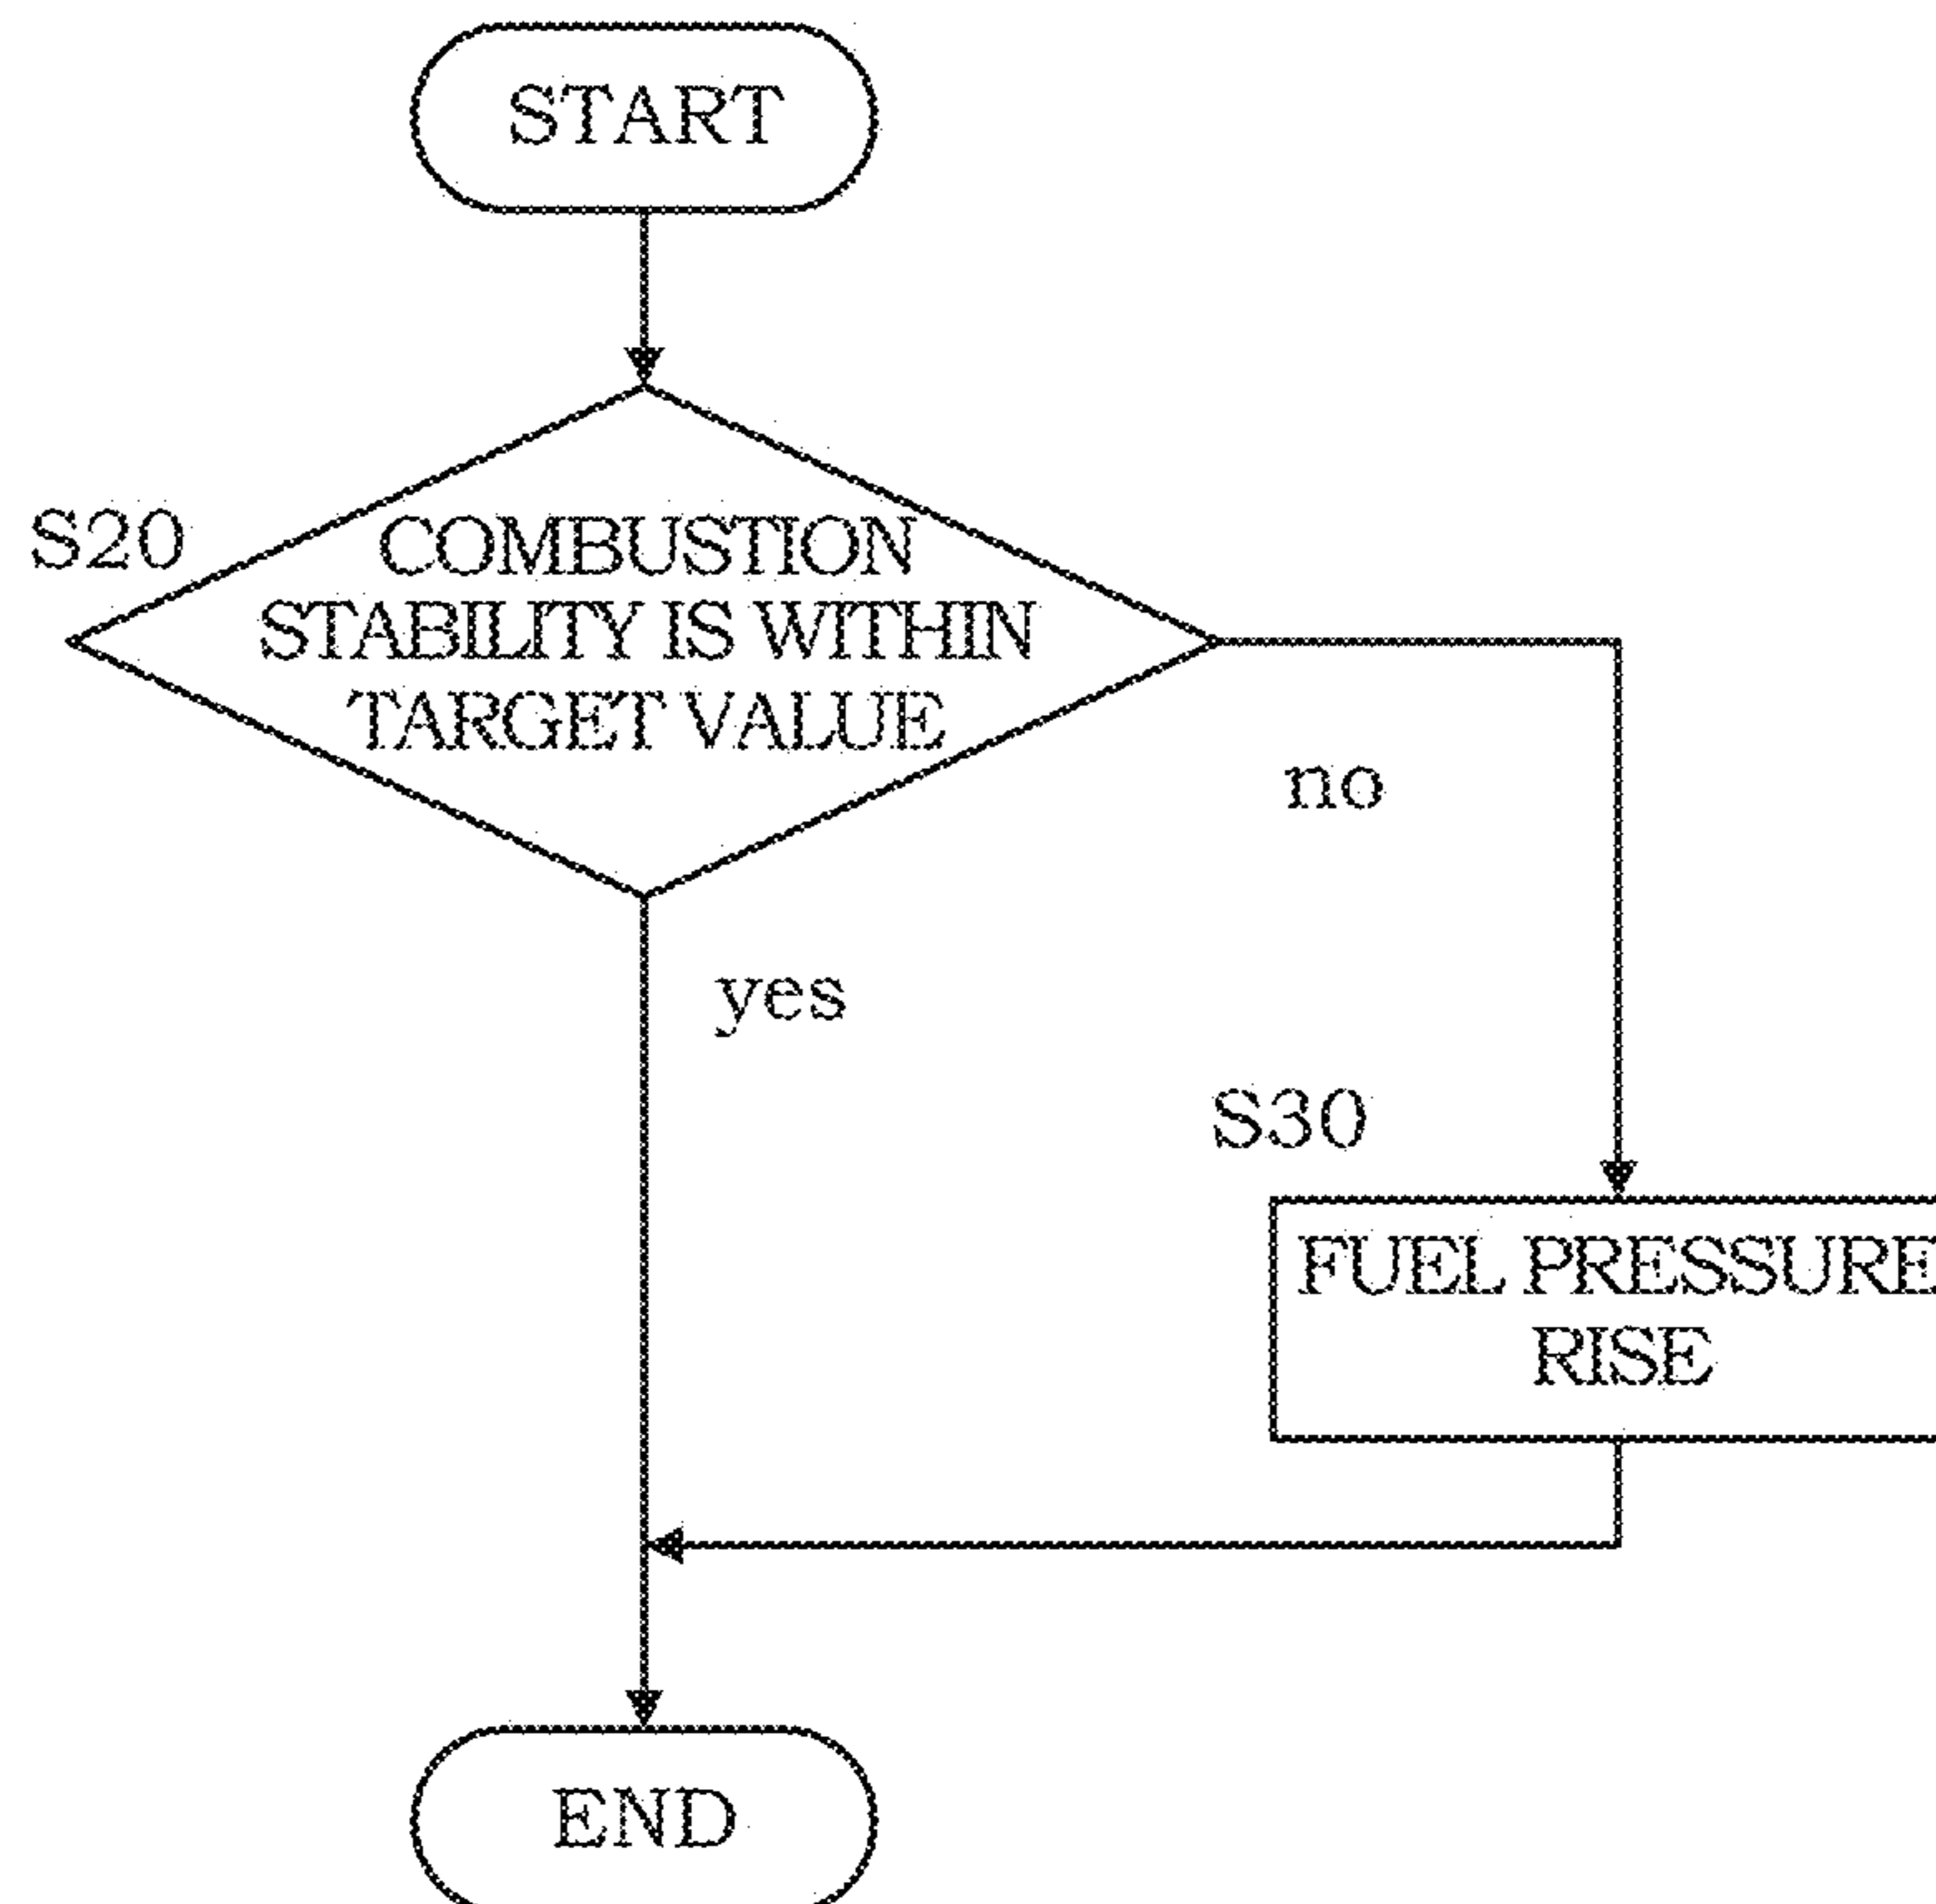 START
S20
COMBUSTION
STABILITY IS WITHIN
TARGET VALUE
no
yes
S30
FUEL PRESSURE
RISE
END